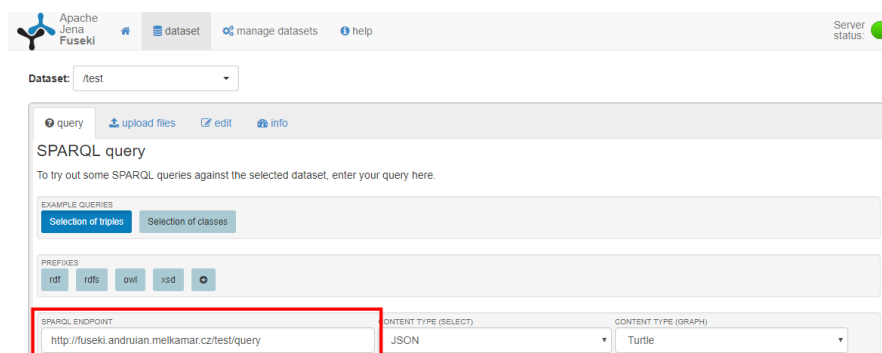 Apache
Jena
Fuseki
dataset
manage datasets
help
Server
status:
Dataset: /test
query
upload files
edit
info
SPARQL query
To try out some SPARQL queries against the selected dataset, enter your query here.
EXAMPLE QUERIES
Selection of triples
Selection of classes
PREFIXES
rdf
rdfs
owl
xsd
SPARQL ENDPOINT
CONTENT TYPE (SELECT)
CONTENT TYPE (GRAPH)
http://fuseki.andruian.melkamar.cz/test/query
JSON
Turtle